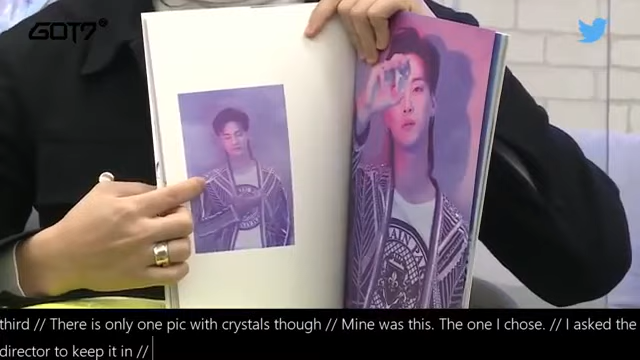 GOT7
third // There is only one pic with crystals though // Mine was this. The one I chose. // I asked the
director to keep it in //